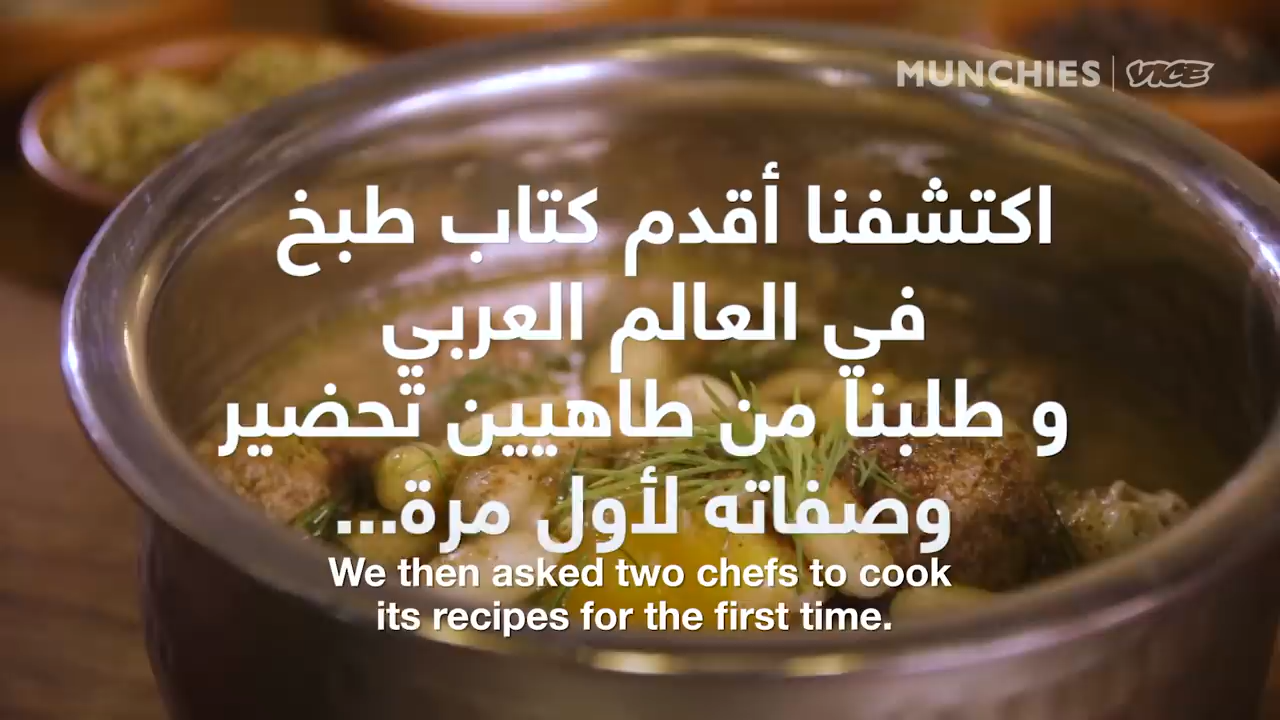 MUNCHIES | VICE
اكتشفنا أقدم كتاب طبخ
في العالم العربي
و طلبنا من طاهيين تحضير
وصفاته لأول مرة...
We then asked two chefs to cook
its recipes for the first time.